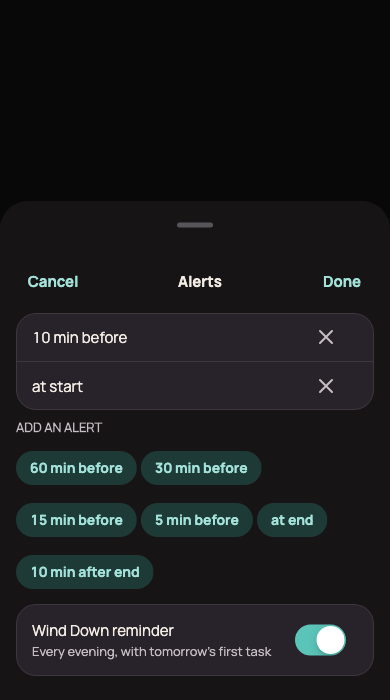 Cancel Alerts Done
10 min before
at start
ADD AN ALERT
60 min before 30 min before
15 min before 5 min before at end
10 min after end
Wind Down reminder
Every evening, with tomorrow's first task